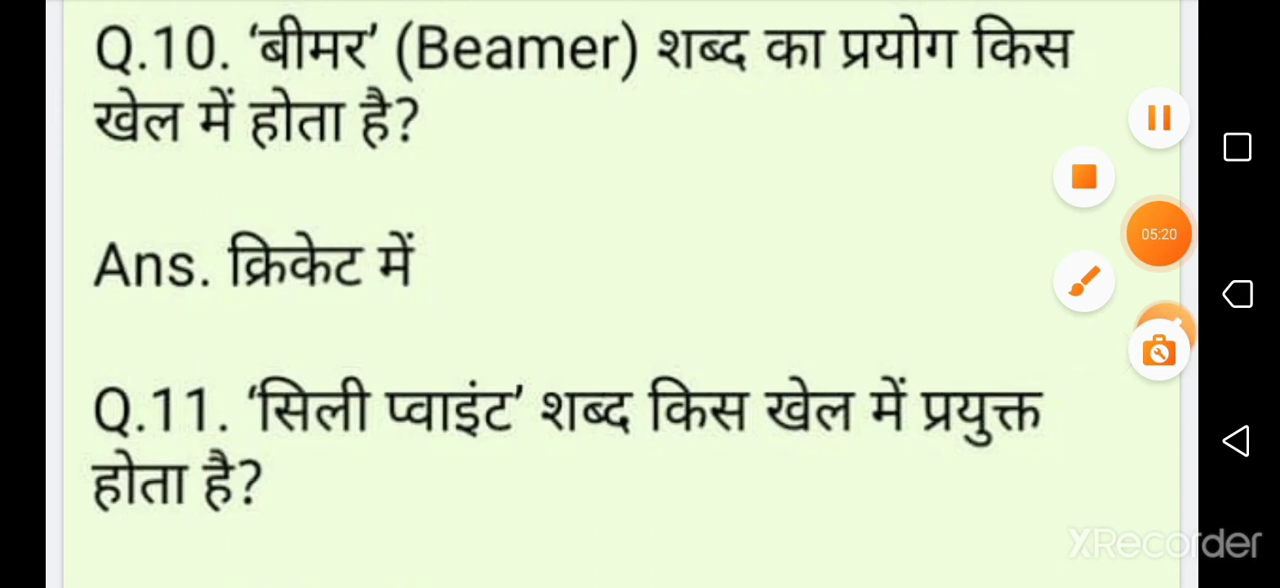 Q.10. ‘बीमर’ (Beamer) शब्द का प्रयोग किस
खेल में होता है?
Ans. क्रिकेट में
Q.11. ‘सिली प्वाइंट’ शब्द किस खेल में प्रयुक्त
होता है?
05:20
XRecorder